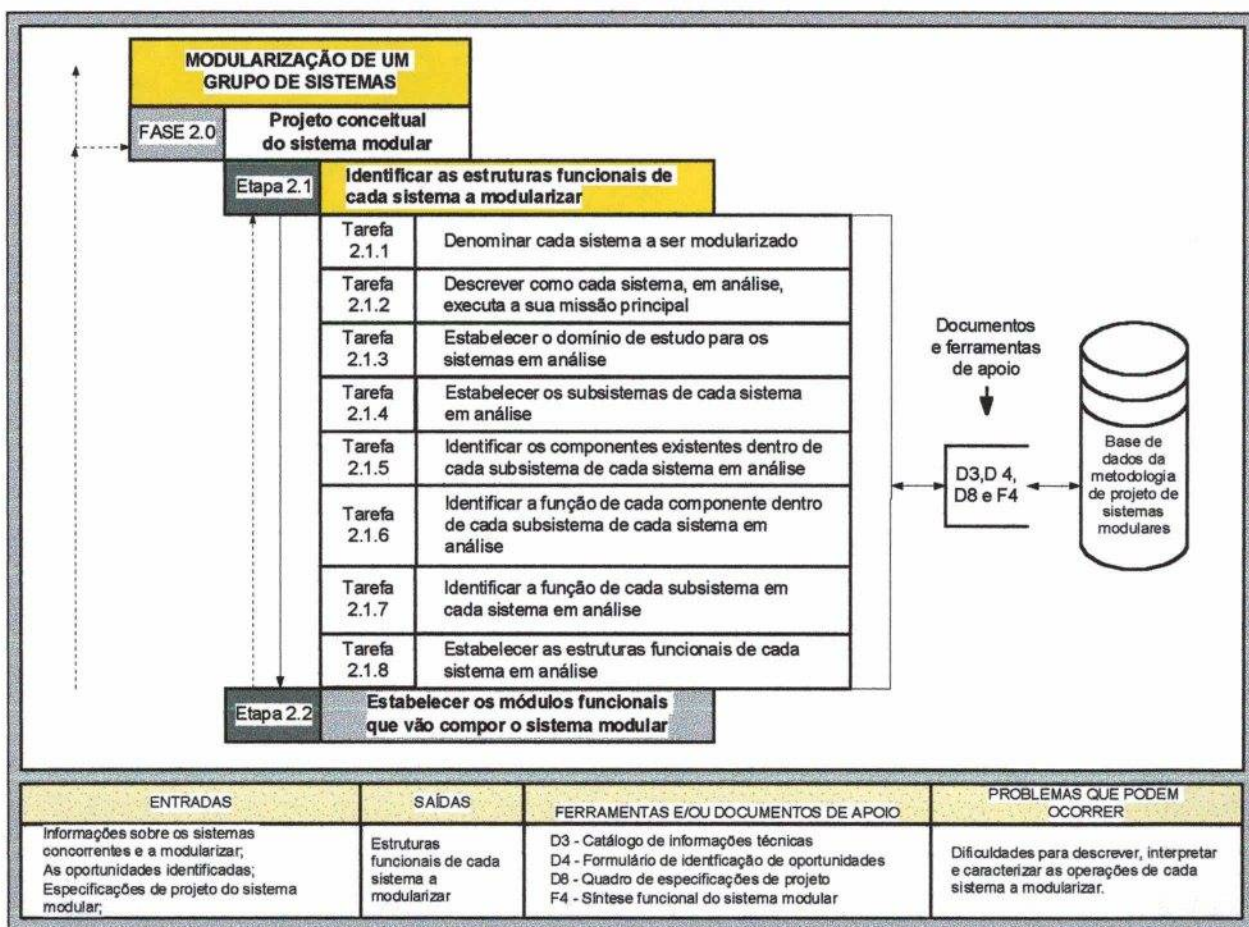 MODULARIZAÇÃO DE UM
GRUPO DE SISTEMAS
FASE 2.0
Projeto conceitual
do sistema modular
Etapa 2.1
Identificar as estruturas funcionais de
cada sistema a modularizar
Tarefa
2.1.1
Denominar cada sistema a ser modularizado
Tarefa
2.1.2
Descrever como cada sistema, em análise,
executa a sua missão principal
Tarefa
2.1.3
Estabelecer o domínio de estudo para os
sistemas em análise
Tarefa
2.1.4
Estabelecer os subsistemas de cada sistema
em análise
Tarefa
2.1.5
Identificar os componentes existentes dentro de
cada subsistema de cada sistema em análise
Tarefa
2.1.6
Identificar a função de cada componente dentro
de cada subsistema de cada sistema em
análise
Tarefa
2.1.7
Identificar a função de cada subsistema em
cada sistema em análise
Tarefa
2.1.8
Estabelecer as estruturas funcionais de cada
sistema em análise
Etapa 2.2
Estabelecer os módulos funcionais
que vão compor o sistema modular
Documentos
e ferramentas
de apoio
D3,D 4,
D8 e F4
Base de
dados da
metodologia
de projeto de
sistemas
modulares
ENTRADAS
Informações sobre os sistemas
concorrentes e a modularizar;
As oportunidades identificadas;
Especificações de projeto do sistema
modular;
SAÍDAS
Estruturas
funcionais de cada
sistema a
modularizar
FERRAMENTAS E/OU DOCUMENTOS DE APOIO
D3 - Catálogo de informações técnicas
D4 - Formulário de identficação de oportunidades
D8 - Quadro de especificações de projeto
F4 - Síntese funcional do sistema modular
PROBLEMAS QUE PODEM
OCORRER
Dificuldades para descrever, interpretar
e caracterizar as operações de cada
sistema a modularizar.